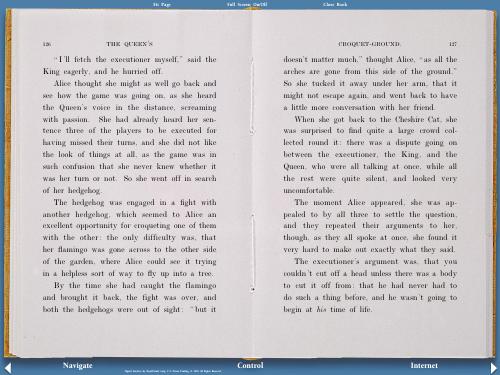 1st Page Full Screen On/Off Close Book
126 THE QUEEN'S
"I'll fetch the executioner myself," said the
King eagerly, and he hurried off.
Alice thought she might as well go back and
see how the game was going on, as she heard
the Queen's voice in the distance, screaming
with passion. She had already heard her sen-
tence three of the players to be executed for
having missed their turns, and she did not like
the look of things at all, as the game was in
such confusion that she never knew whether it
was her turn or not. So she went off in search
of her hedgehog.
The hedgehog was engaged in a fight with
another hedgehog, which seemed to Alice an
excellent opportunity for croqueting one of them
with the other: the only difficulty was, that
her flamingo was gone across to the other side
of the garden, where Alice could see it trying
in a helpless sort of way to fly up into a tree.
By the time she had caught the flamingo
and brought it back, the fight was over, and
both the hedgehogs were out of sight: "but it
CROQUET-GROUND. 127
doesn't matter much," thought Alice, "as all the
arches are gone from this side of the ground."
So she tucked it away under her arm, that it
might not escape again, and went back to have
a little more conversation with her friend.
When she got back to the Cheshire Cat, she
was surprised to find quite a large crowd col-
lected round it: there was a dispute going on
between the executioner, the King, and the
Queen, who were all talking at once, while all
the rest were quite silent, and looked very
uncomfortable.
The moment Alice appeared, she was ap-
pealed to by all three to settle the question,
and they repeated their arguments to her,
though, as they all spoke at once, she found it
very hard to make out exactly what they said.
The executioner's argument was, that you
couldn't cut off a head unless there was a body
to cut it off from: that he had never had to
do such a thing before, and he wasn't going to
begin at his time of life.
Navigate Control Internet